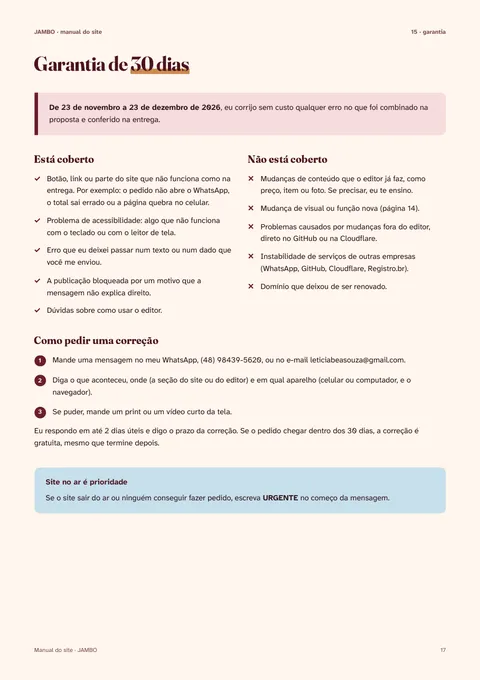 JAMBO · manual do site
15 · garantia
Garantia de 30 dias
De 23 de novembro a 23 de dezembro de 2026, eu corrijo sem custo qualquer erro no que foi combinado na
proposta e conferido na entrega.
Está coberto
✓ Botão, link ou parte do site que não funciona como na
entrega. Por exemplo: o pedido não abre o WhatsApp,
o total sai errado ou a página quebra no celular.
✓ Problema de acessibilidade: algo que não funciona
com o teclado ou com o leitor de tela.
✓ Erro que eu deixei passar num texto ou num dado que
você me enviou.
✓ A publicação bloqueada por um motivo que a
mensagem não explica direito.
✓ Dúvidas sobre como usar o editor.
Não está coberto
✕ Mudanças de conteúdo que o editor já faz, como
preço, item ou foto. Se precisar, eu te ensino.
✕ Mudança de visual ou função nova (página 14).
✕ Problemas causados por mudanças fora do editor,
direto no GitHub ou na Cloudflare.
✕ Instabilidade de serviços de outras empresas
(WhatsApp, GitHub, Cloudflare, Registro.br).
✕ Domínio que deixou de ser renovado.
Como pedir uma correção
1 Mande uma mensagem no meu WhatsApp, (48) 98439-5620, ou no e-mail leticiabeasouza@gmail.com.
2 Diga o que aconteceu, onde (a seção do site ou do editor) e em qual aparelho (celular ou computador, e o
navegador).
3 Se puder, mande um print ou um vídeo curto da tela.
Eu respondo em até 2 dias úteis e digo o prazo da correção. Se o pedido chegar dentro dos 30 dias, a correção é
gratuita, mesmo que termine depois.
Site no ar é prioridade
Se o site sair do ar ou ninguém conseguir fazer pedido, escreva URGENTE no começo da mensagem.
Manual do site · JAMBO
17